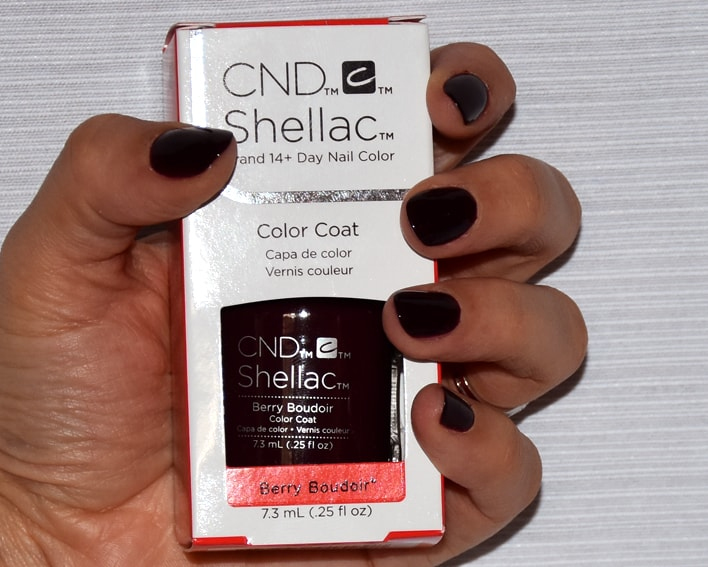 CND™ c™
Shellac™
rand 14+ Day Nail Color
Color Coat
Capa de color
Vernis couleur
CND™ c™
Shellac™
Berry Boudoir
Color Coat
Capa de color • Vernis couleur
7.3 mL (.25 fl oz)
Berry Boudoir*
7.3 mL (.25 fl oz)